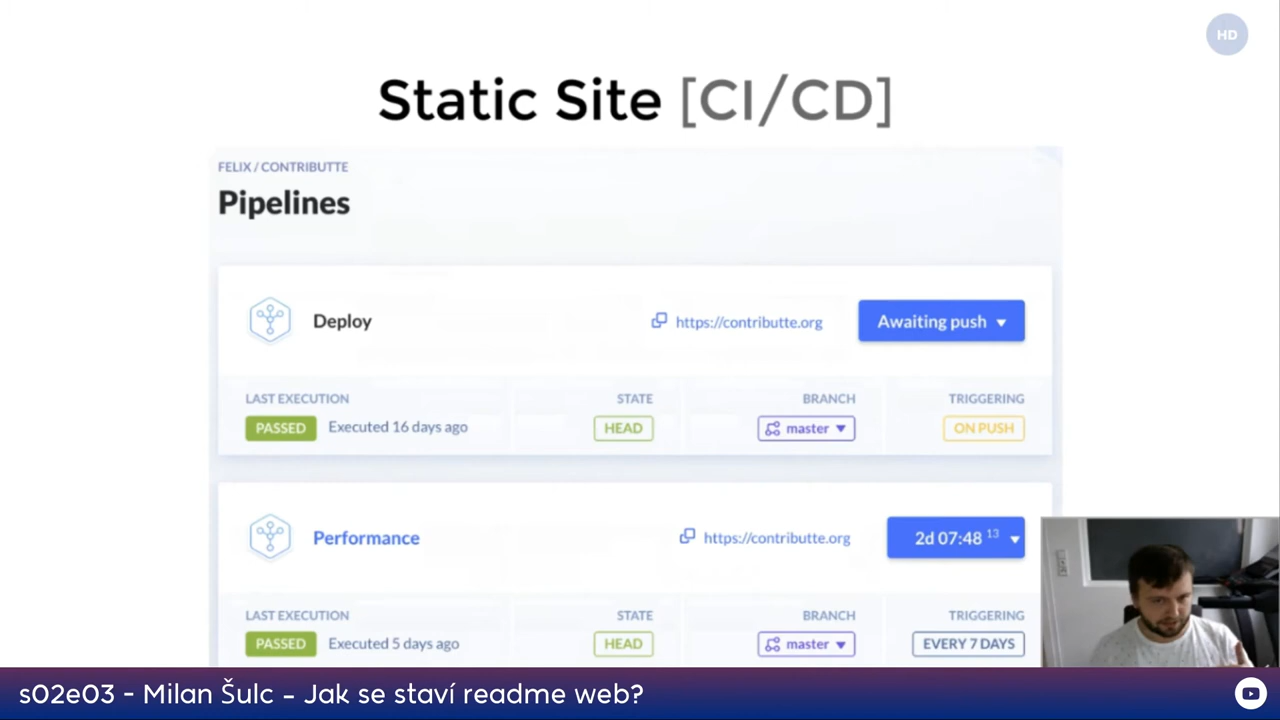 HD
Static Site [CI/CD]
FELIX / CONTRIBUTTE
Pipelines
Deploy
https://contributte.org
Awaiting push
LAST EXECUTION
STATE
BRANCH
TRIGGERING
PASSED
Executed 16 days ago
HEAD
master
ON PUSH
Performance
https://contributte.org
2d 07:48 13
LAST EXECUTION
STATE
BRANCH
TRIGGERING
PASSED
Executed 5 days ago
HEAD
master
EVERY 7 DAYS
s02e03 - Milan Šulc - Jak se staví readme web?